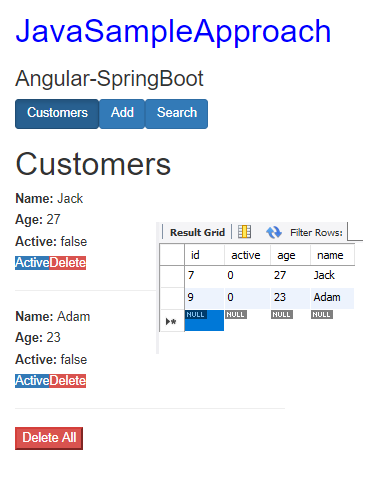 JavaSampleApproach
Angular-SpringBoot
Customers Add Search
Customers
Name: Jack
Age: 27
Active: false
ActiveDelete
Name: Adam
Age: 23
Active: false
ActiveDelete
Delete All
Result Grid Filter Rows:
id active age name
7 0 27 Jack
9 0 23 Adam
NULL NULL NULL NULL